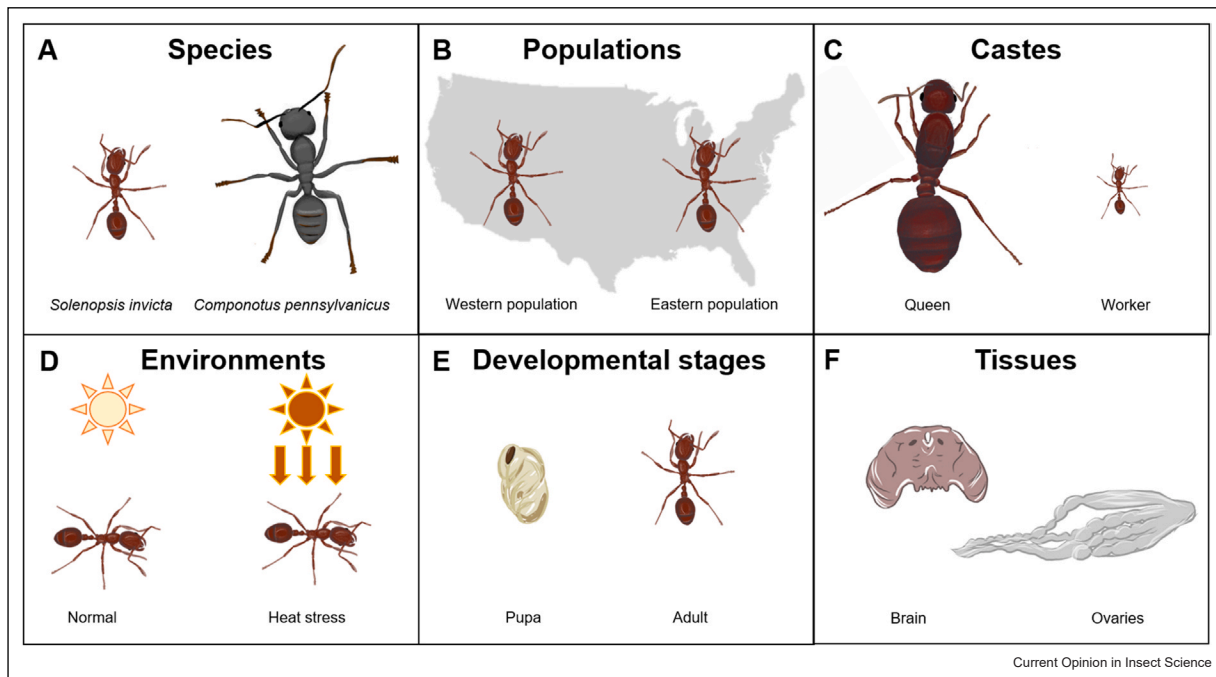 A Species
Solenopsis invicta
Componotus pennsylvanicus
B Populations
Western population
Eastern population
C Castes
Queen
Worker
D Environments
Normal
Heat stress
E Developmental stages
Pupa
Adult
F Tissues
Brain
Ovaries
Current Opinion in Insect Science